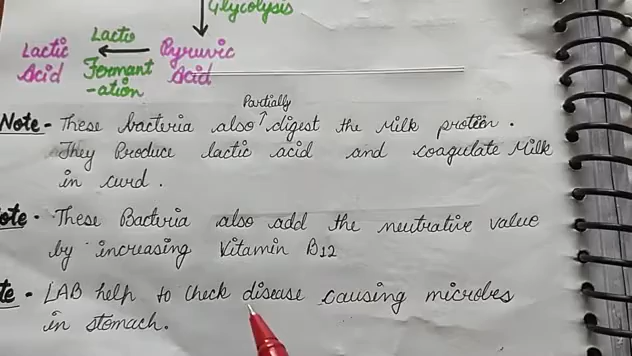 Glycolysis
Lactic Lacto Pyruvic
Acid Formant Acid
-ation
Partially
Note - These bacteria also digest the milk protein.
They Produce lactic acid and coagulate Milk
in curd.
ote - These Bacteria also add the neutrative value
by increasing Vitamin B12
te - LAB help to check disease causing microbes
in stomach.